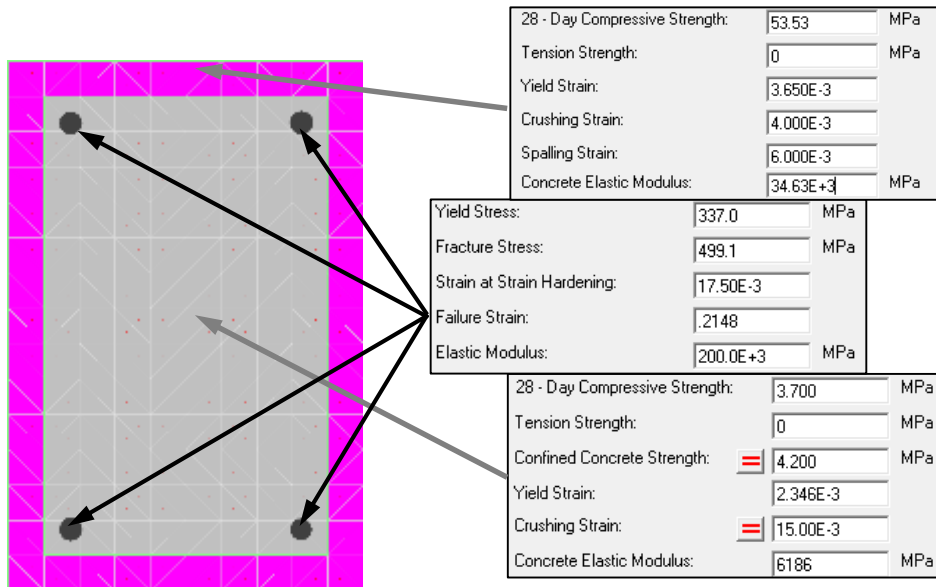 28 - Day Compressive Strength: 53.53 MPa
Tension Strength: 0 MPa
Yield Strain: 3.650E-3
Crushing Strain: 4.000E-3
Spalling Strain: 6.000E-3
Concrete Elastic Modulus: 34.63E+3 MPa
Yield Stress: 337.0 MPa
Fracture Stress: 499.1 MPa
Strain at Strain Hardening: 17.50E-3
Failure Strain: .2148
Elastic Modulus: 200.0E+3 MPa
28 - Day Compressive Strength: 3.700 MPa
Tension Strength: 0 MPa
Confined Concrete Strength: = 4.200 MPa
Yield Strain: 2.346E-3
Crushing Strain: = 15.00E-3
Concrete Elastic Modulus: 6186 MPa